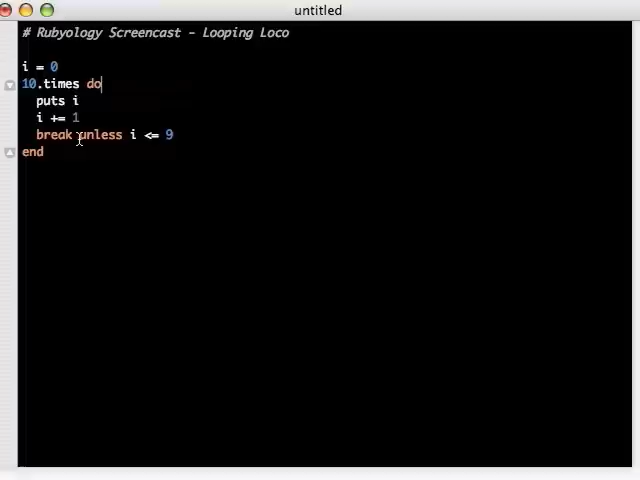 untitled
# Rubyology Screencast - Looping Loco
i = 0
10.times do
puts i
i += 1
break unless i <= 9
end